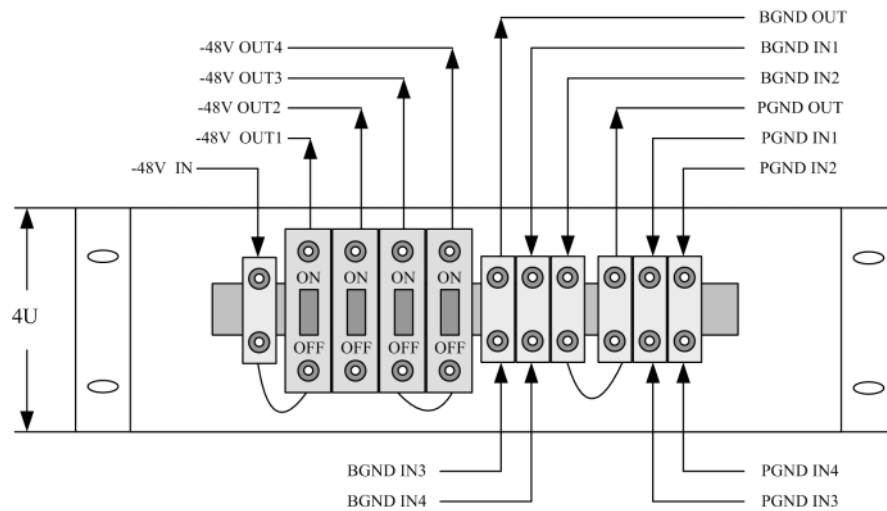 BGND OUT
-48V OUT4
BGND IN1
-48V OUT3
BGND IN2
-48V OUT2
PGND OUT
-48V  OUT1
PGND IN1
-48V  IN
PGND IN2
4U
ON
ON
ON
ON
OFF
OFF
OFF
OFF
BGND IN3
PGND IN4
BGND IN4
PGND IN3